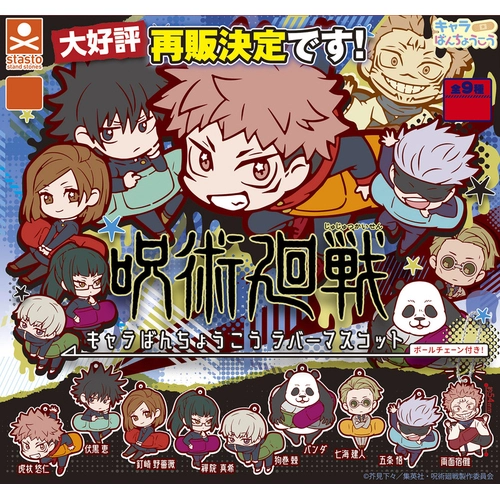 stasto
stand stones
大好評 再販決定です!
キャラ
ばんちょうこう
全9種
じゅじゅつかいせん
呪術廻戦
キャラばんちょうこう ラバーマスコット
ボールチェーン付き!
虎杖 悠仁
伏黒 恵
釘崎 野薔薇
禪院 真希
狗巻 棘
パンダ
七海 建人
五条 悟
両面宿儺
©芥見下々/集英社・呪術廻戦製作委員会